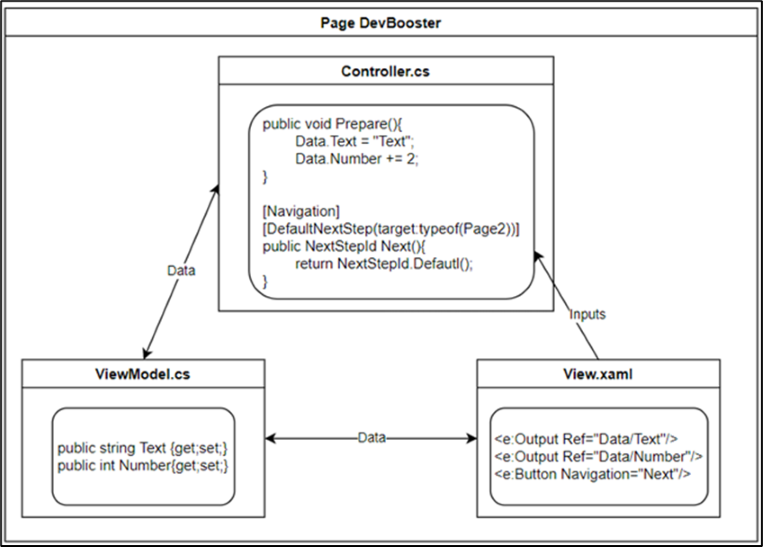 Page DevBooster
Controller.cs
public void Prepare(){
Data.Text = "Text";
Data.Number += 2;
}
[Navigation]
[DefaultNextStep(target:typeof(Page2))]
public NextStepId Next(){
return NextStepId.Defautl();
}
Data
Inputs
ViewModel.cs
public string Text {get;set;}
public int Number{get;set;}
Data
View.xaml
<e:Output Ref="Data/Text"/>
<e:Output Ref="Data/Number"/>
<e:Button Navigation="Next"/>